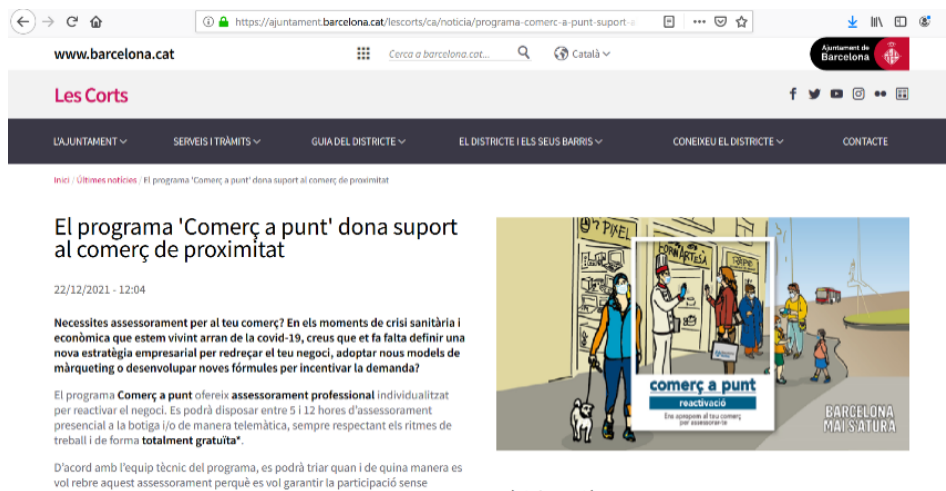 https://ajuntament.barcelona.cat/lescorts/ca/noticia/programa-comerc-a-punt-suport-a
www.barcelona.cat
Cerca a barcelona.cat...
Català
Ajuntament de
Barcelona
Les Corts
L'AJUNTAMENT
SERVEIS I TRÀMITS
GUIA DEL DISTRICTE
EL DISTRICTE I ELS SEUS BARRIS
CONEIXEU EL DISTRICTE
CONTACTE
Inici / Últimes notícies / El programa 'Comerç a punt' dona suport al comerç de proximitat
El programa 'Comerç a punt' dona suport
al comerç de proximitat
22/12/2021 - 12:04
Necessites assessorament per al teu comerç? En els moments de crisi sanitària i
econòmica que estem vivint arran de la covid-19, creus que et fa falta definir una
nova estratègia empresarial per redreçar el teu negoci, adoptar nous models de
màrqueting o desenvolupar noves fórmules per incentivar la demanda?
El programa Comerç a punt ofereix assessorament professional individualitzat
per reactivar el negoci. Es podrà disposar entre 5 i 12 hores d'assessorament
presencial a la botiga i/o de manera telemàtica, sempre respectant els ritmes de
treball i de forma totalment gratuïta*.
D'acord amb l'equip tècnic del programa, es podrà triar quan i de quina manera es
vol rebre aquest assessorament perquè es vol garantir la participació sense
PIXEL
FORN ARTESÀ
comerç a punt
reactivació
Ens apropem al teu comerç
per assessorar-te
BARCELONA
MAI S'ATURA